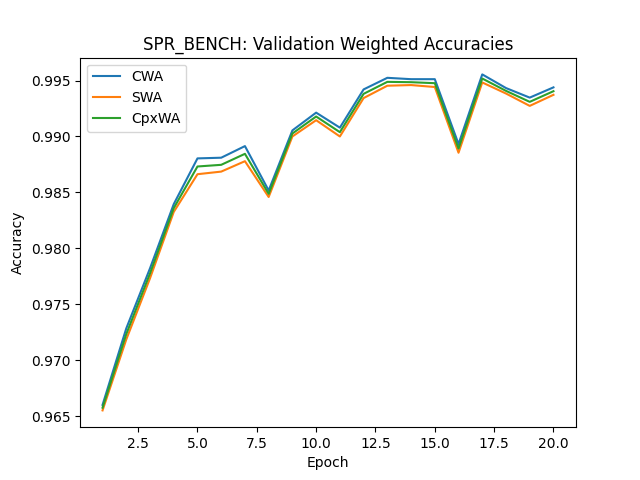 SPR_BENCH: Validation Weighted Accuracies
CWA
SWA
CpxWA
0.995
0.990
0.985
0.980
0.975
0.970
0.965
Accuracy
2.5 5.0 7.5 10.0 12.5 15.0 17.5 20.0
Epoch